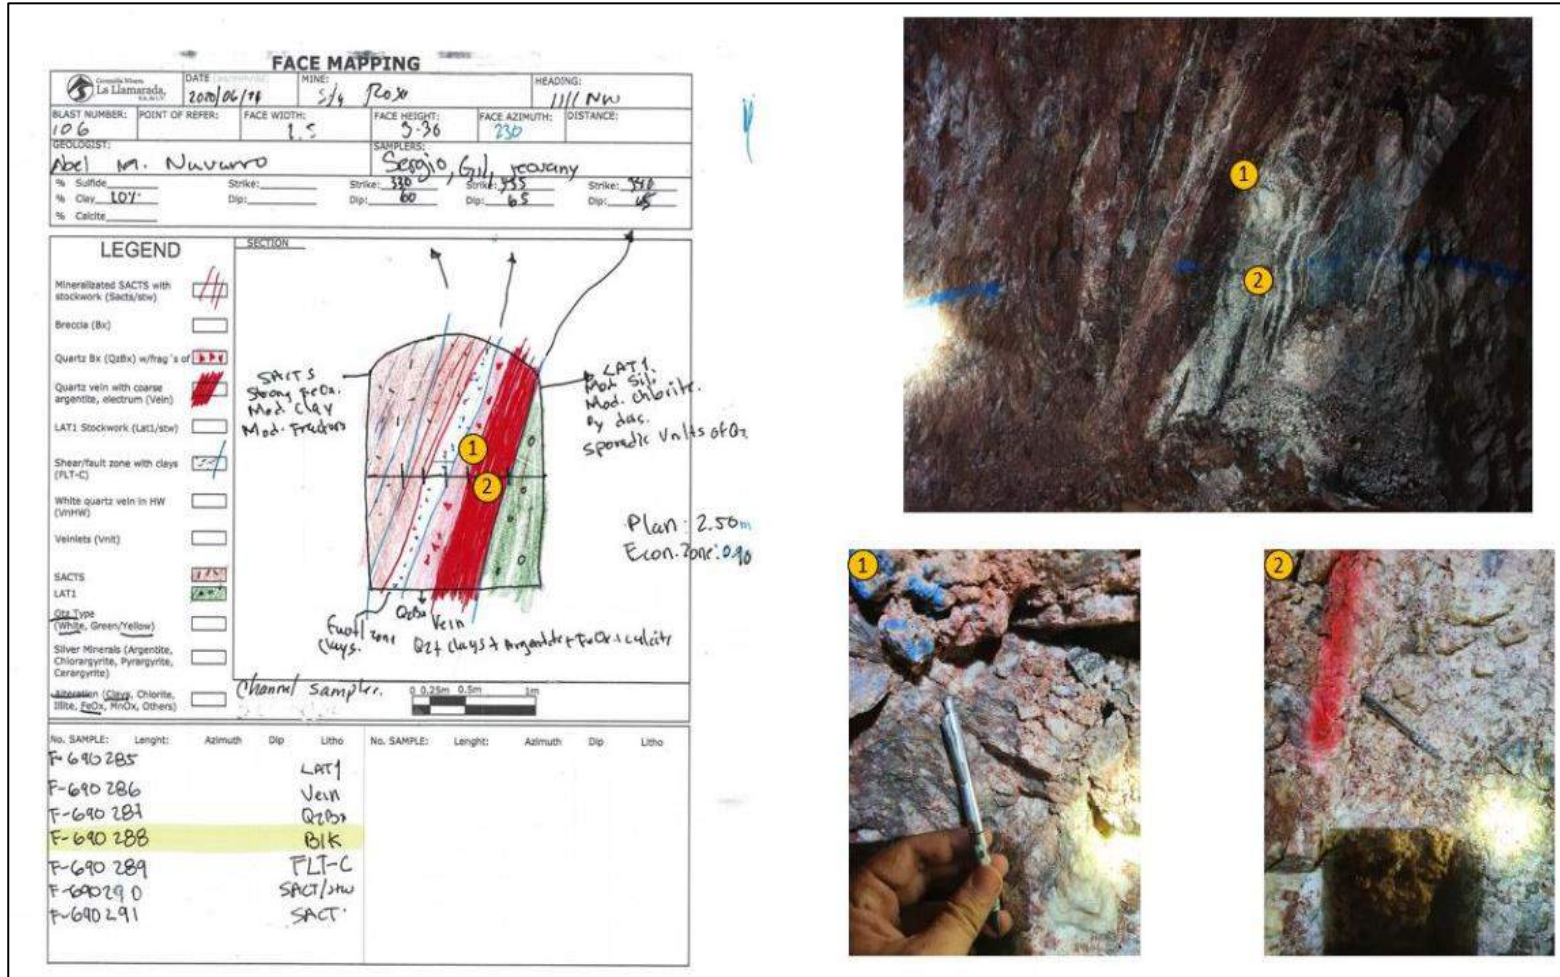 FACE MAPPING
Compañía Minera
La Llamarada,
S.A. de C.V.
DATE
2020/06/
MINE:
Sta Rosa
HEADING:
NW
BLAST NUMBER:
106
POINT OF REFER:
FACE WIDTH:
FACE HEIGHT:
3.30
FACE AZIMUTH:
230
DISTANCE:
GEOLOGIST:
Abel M. Navarro
SAMPLERS:
Sergio, Gil,
% Sulfide
Strike:
Strike: 330
Strike: 335
Strike: 340
% Clay 10%
Dip:
Dip: 60
Dip: 65
Dip: 65
% Calcite
LEGEND
Mineralizated SACTS with
stockwork (Sacts/stw)
Breccia (Bx)
Quartz Bx (QzBx) w/frag´s of
Quartz vein with coarse
argentite, electrum (Vein)
LAT1 Stockwork (Lat1/stw)
Shear/fault zone with clays
(FLT-C)
White quartz vein in HW
(VnHW)
Veinlets (Vnlt)
SACTS
LAT1
Qtz Type
(White, Green/Yellow)
Silver Minerals (Argentite,
Chlorargyrite, Pyrargyrite,
Cerargyrite)
Alteration (Clays, Chlorite,
Illite, FeOx, MnOx, Others)
SECTION
SACTS
Strong FeOx.
Mod clay
Mod. Fracturs
LAT1.
Mod Sil.
Mod. chlorite.
Py dis.
Sporadic Vnlts of Qz
1
2
Plan: 2.50m
Econ. Zone: 0.90
Fault zone
Clays.
QzBx
Vein
Qz+ clays + Argentite + FeOx + calcite
Channel Sampler.
0 0.25m 0.5m 1m
No. SAMPLE: Lenght: Azimuth Dip Litho
No. SAMPLE: Lenght: Azimuth Dip Litho
F-690285 LAT1
F-690286 Vein
F-690287 QzBx
F-690288 BlK
F-690289 FLT-C
F-690290 SACT/stw
F-690291 SACT
1
2
1
2